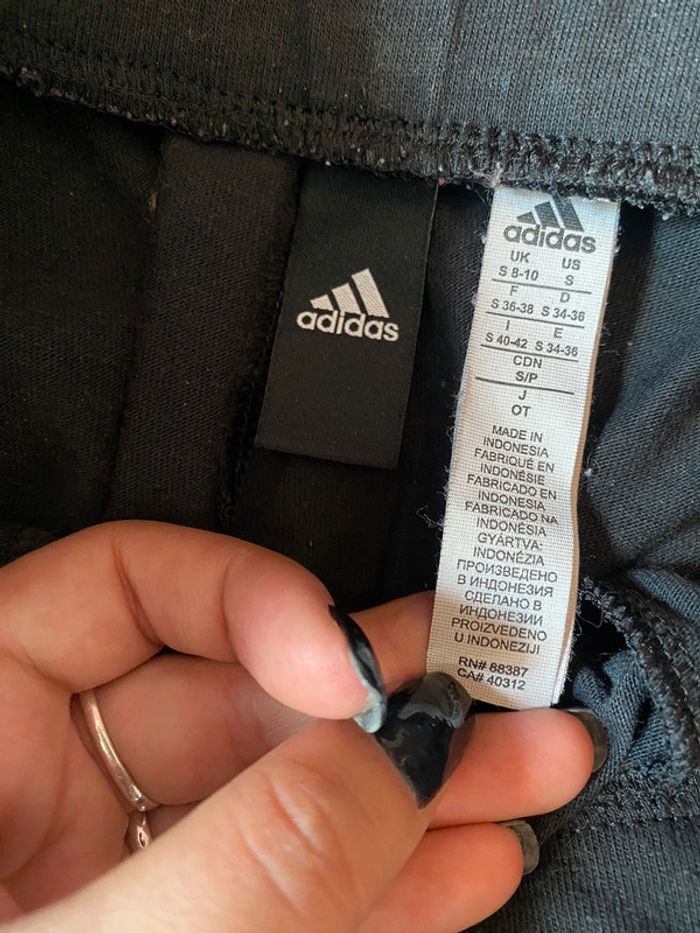 adidas
adidas
UK US
S 8-10 S
F D
S 36-38 S 34-36
I E
S 40-42 S 34-36
CDN
S/P
J
OT
MADE IN
INDONESIA
FABRIQUÉ EN
INDONÉSIE
FABRICADO EN
INDONESIA
FABRICADO NA
INDONÉSIA
GYÁRTVA:
INDONÉZIA
ПРОИЗВЕДЕНО
В ИНДОНЕЗИЯ
СДЕЛАНО В
ИНДОНЕЗИИ
PROIZVEDENO
U INDONEZIJI
RN# 88387
CA# 40312